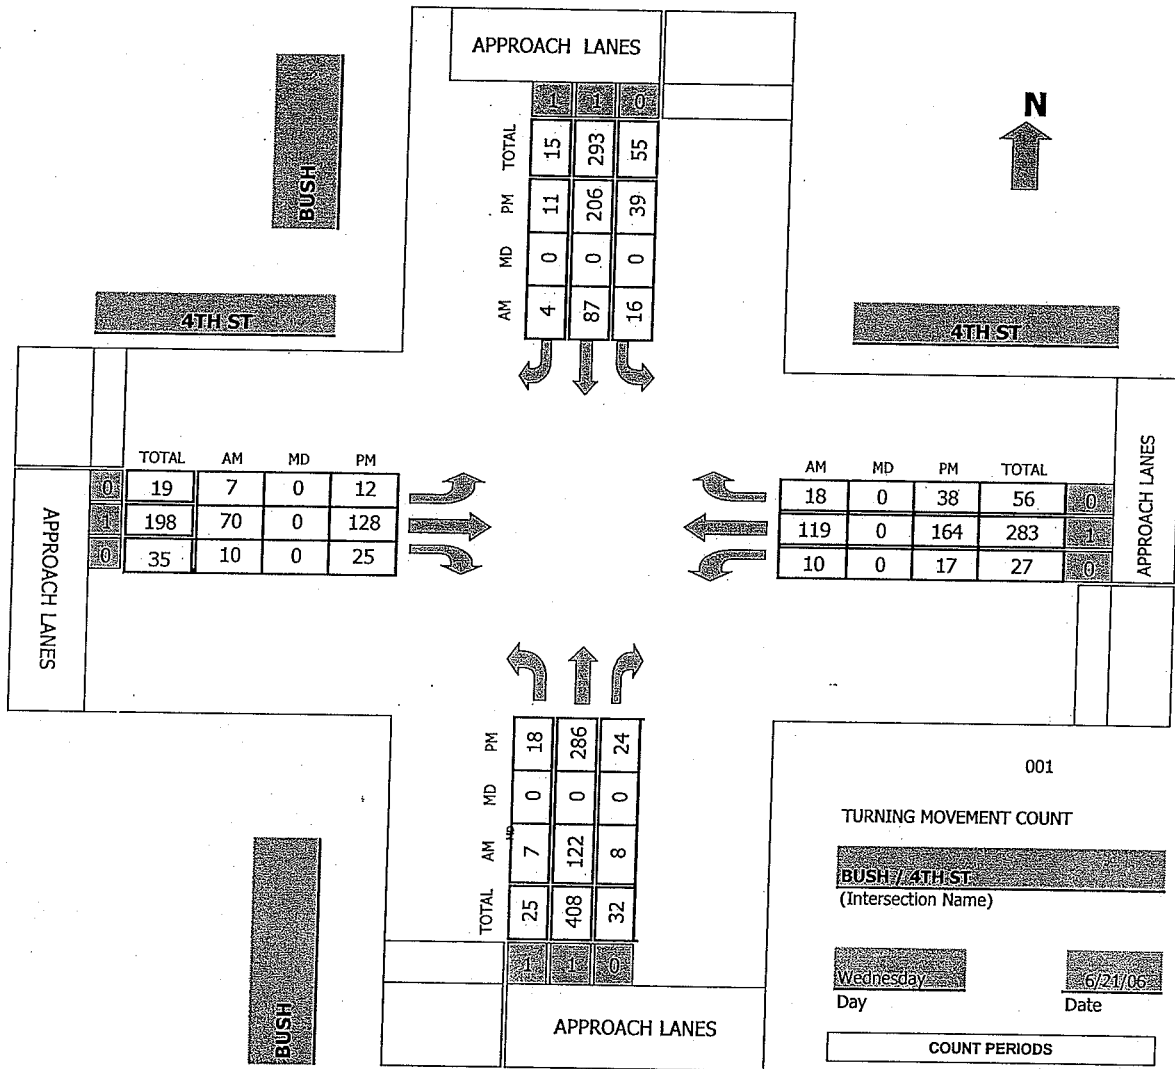 APPROACH LANES
1 1 0
TOTAL 15 293 55
PM 11 206 39
MD 0 0 0
AM 4 87 16
N
BUSH
4TH ST
4TH ST
TOTAL AM MD PM
0 19 7 0 12
1 198 70 0 128
0 35 10 0 25
APPROACH LANES
AM MD PM TOTAL
18 0 38 56 0
119 0 164 283 1
10 0 17 27 0
APPROACH LANES
PM 18 286 24
MD 0 0 0
AM 7 122 8
TOTAL 25 408 32
1 1 0
APPROACH LANES
BUSH
001
TURNING MOVEMENT COUNT
BUSH / 4TH ST
(Intersection Name)
Wednesday 6/21/06
Day Date
COUNT PERIODS